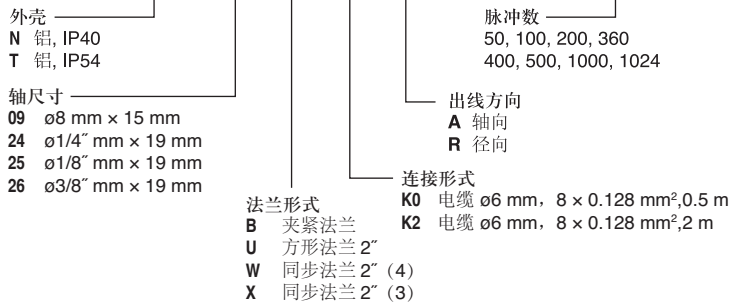 外壳
N 铝, IP40
T 铝, IP54
轴尺寸
09 ø8 mm × 15 mm
24 ø1/4˝ mm × 19 mm
25 ø1/8˝ mm × 19 mm
26 ø3/8˝ mm × 19 mm
法兰形式
B 夹紧法兰
U 方形法兰 2˝
W 同步法兰 2˝（4）
X 同步法兰 2˝（3）
连接形式
K0 电缆 ø6 mm，8 × 0.128 mm²,0.5 m
K2 电缆 ø6 mm，8 × 0.128 mm²,2 m
出线方向
A 轴向
R 径向
脉冲数
50, 100, 200, 360
400, 500, 1000, 1024